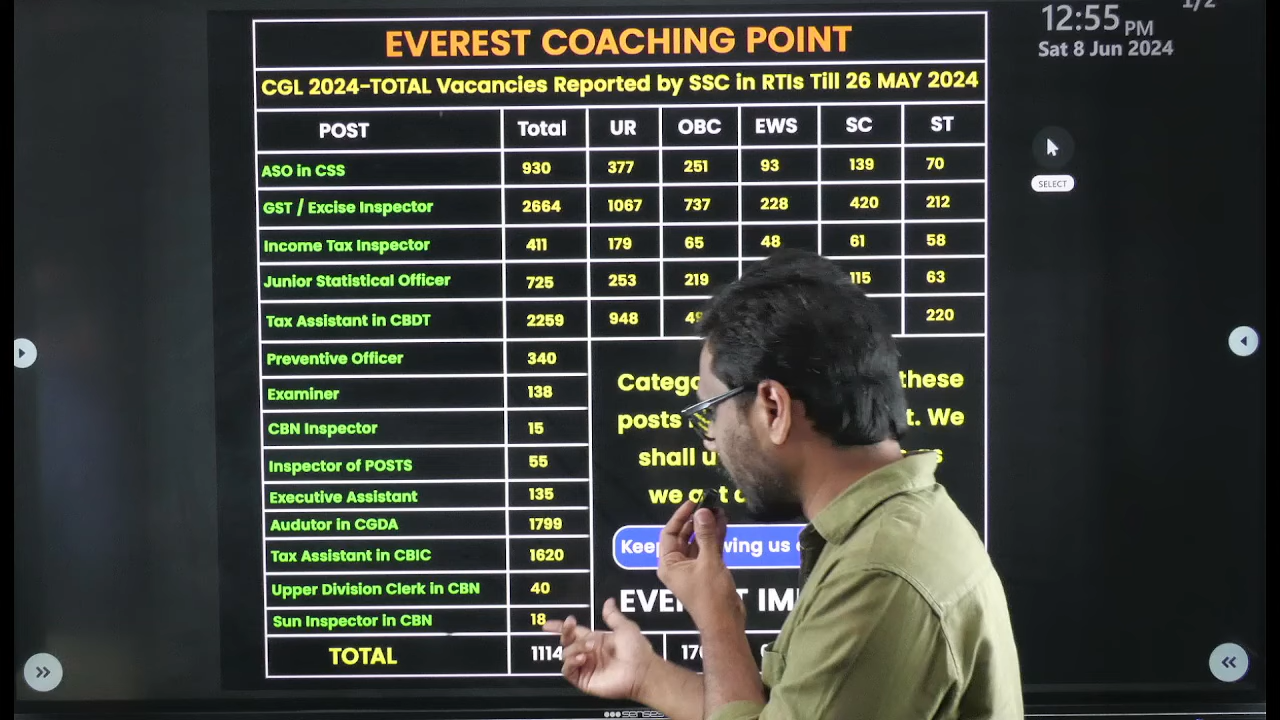 12:55 PM
1/2
Sat 8 Jun 2024
EVEREST COACHING POINT
CGL 2024-TOTAL Vacancies Reported by SSC in RTIs Till 26 MAY 2024
POST Total UR OBC EWS SC ST
ASO in CSS 930 377 251 93 139 70
GST / Excise Inspector 2664 1067 737 228 420 212
Income Tax Inspector 411 179 65 48 61 58
Junior Statistical Officer 725 253 219 115 63
Tax Assistant in CBDT 2259 948 220
Preventive Officer 340
Examiner 138
CBN Inspector 15
Inspector of POSTS 55
Executive Assistant 135
Audutor in CGDA 1799
Tax Assistant in CBIC 1620
Upper Division Clerk in CBN 40
Sun Inspector in CBN 18
TOTAL
these
posts We
shall
we
us
SELECT